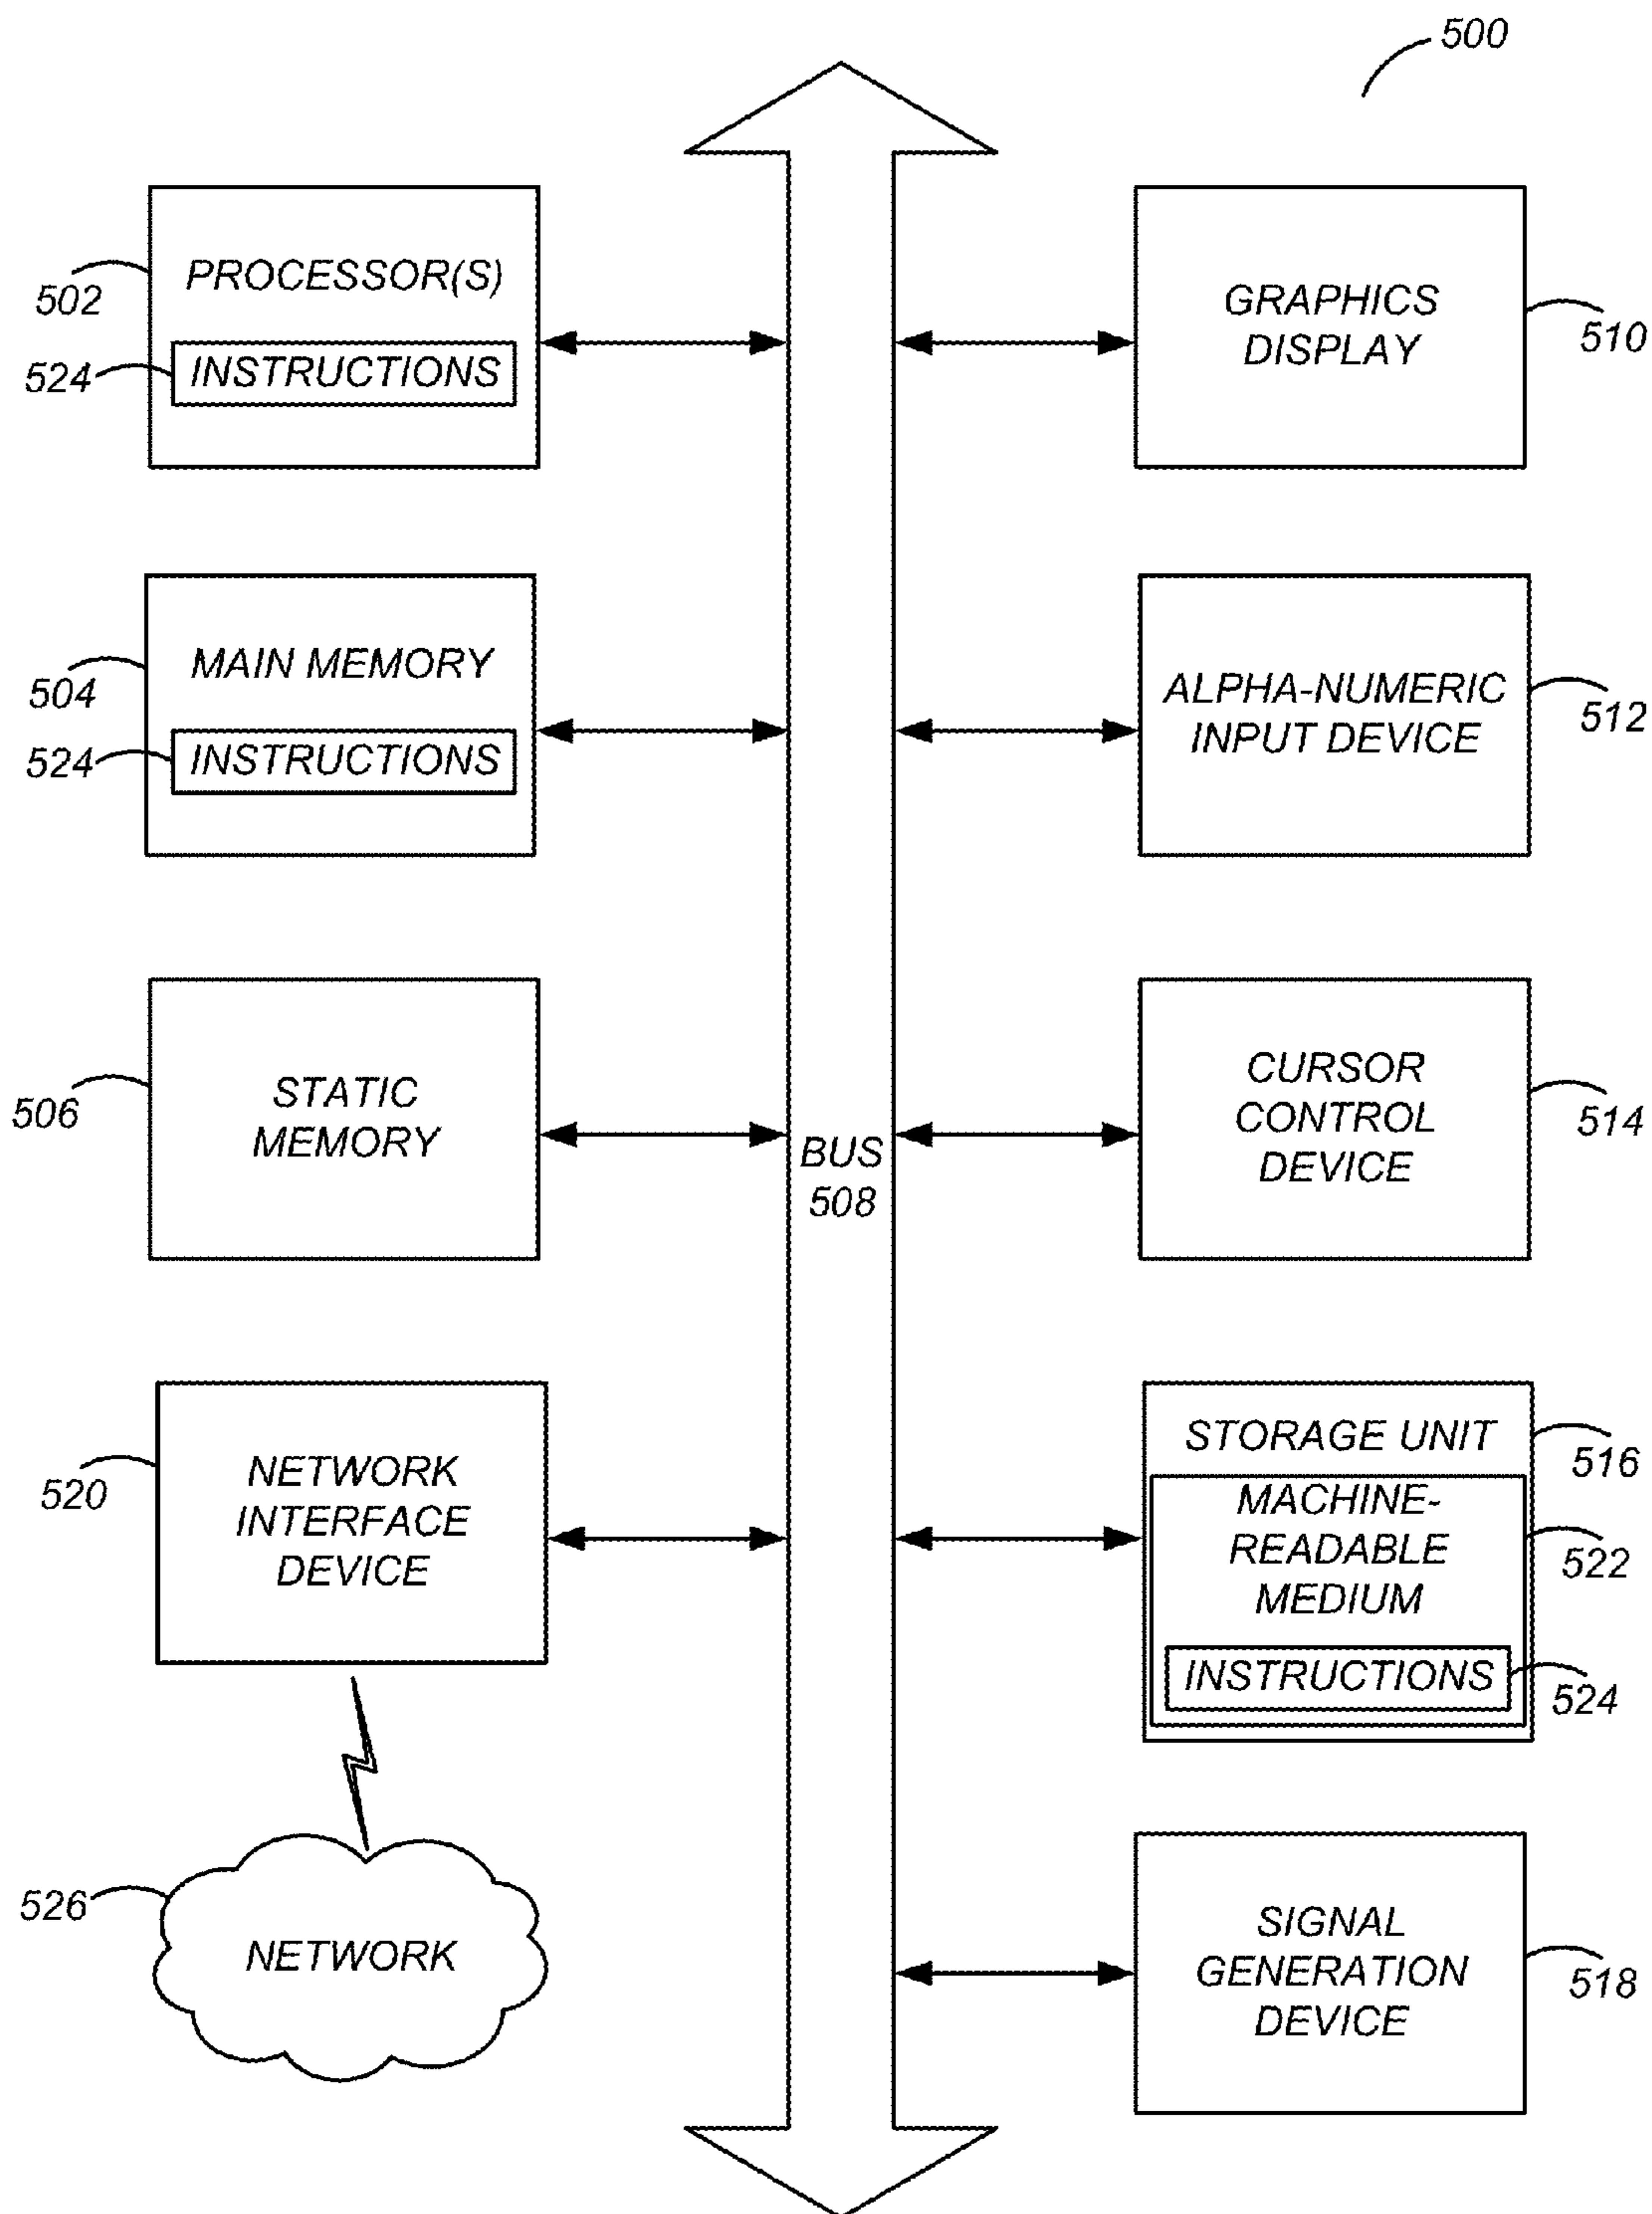 500
PROCESSOR(S)
502
524
INSTRUCTIONS
GRAPHICS
DISPLAY
510
MAIN MEMORY
504
524
INSTRUCTIONS
ALPHA-NUMERIC
INPUT DEVICE
512
STATIC
MEMORY
506
BUS
508
CURSOR
CONTROL
DEVICE
514
NETWORK
INTERFACE
DEVICE
520
STORAGE UNIT
516
MACHINE-
READABLE
MEDIUM
522
INSTRUCTIONS
524
526
NETWORK
SIGNAL
GENERATION
DEVICE
518